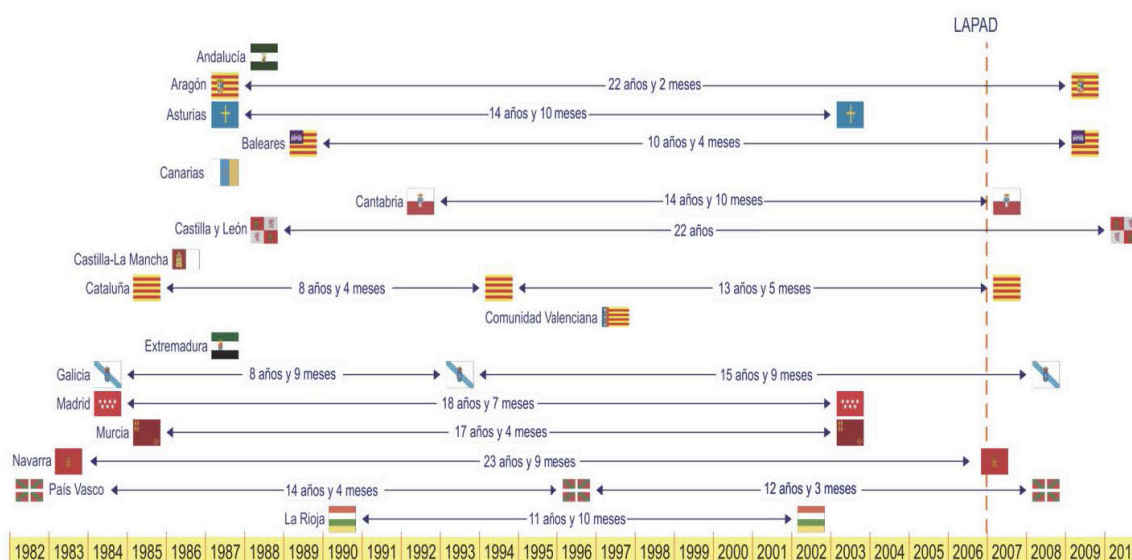 LAPAD
Andalucía
Aragón 22 años y 2 meses
Asturias 14 años y 10 meses
Baleares 10 años y 4 meses
Canarias
Cantabria 14 años y 10 meses
Castilla y León 22 años
Castilla-La Mancha
Cataluña 8 años y 4 meses 13 años y 5 meses
Comunidad Valenciana
Extremadura
Galicia 8 años y 9 meses 15 años y 9 meses
Madrid 18 años y 7 meses
Murcia 17 años y 4 meses
Navarra 23 años y 9 meses
País Vasco 14 años y 4 meses 12 años y 3 meses
La Rioja 11 años y 10 meses
1982 1983 1984 1985 1986 1987 1988 1989 1990 1991 1992 1993 1994 1995 1996 1997 1998 1999 2000 2001 2002 2003 2004 2005 2006 2007 2008 2009 201